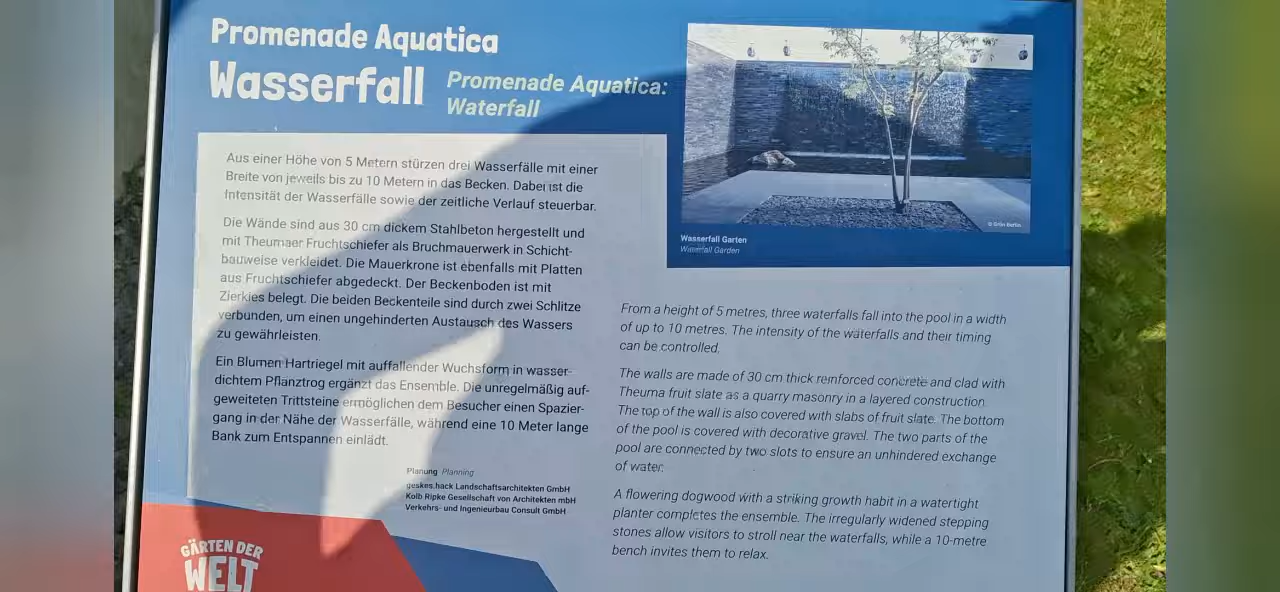 Promenade Aquatica
Wasserfall
Promenade Aquatica:
Waterfall
Aus einer Höhe von 5 Metern stürzen drei Wasserfälle mit einer
Breite von jeweils bis zu 10 Metern in das Becken. Dabei ist die
Intensität der Wasserfälle sowie der zeitliche Verlauf steuerbar.
Die Wände sind aus 30 cm dickem Stahlbeton hergestellt und
mit Theumaer Fruchtschiefer als Bruchmauerwerk in Schicht-
bauweise verkleidet. Die Mauerkrone ist ebenfalls mit Platten
aus Fruchtschiefer abgedeckt. Der Beckenboden ist mit
Zierkies belegt. Die beiden Beckenteile sind durch zwei Schlitze
verbunden, um einen ungehinderten Austausch des Wassers
zu gewährleisten.
Ein Blumen Hartriegel mit auffallender Wuchsform in wasser-
dichtem Pflanztrog ergänzt das Ensemble. Die unregelmäßig auf-
geweiteten Trittsteine ermöglichen dem Besucher einen Spazier-
gang in der Nähe der Wasserfälle, während eine 10 Meter lange
Bank zum Entspannen einlädt.
Planung Planning
geskes.hack Landschaftsarchitekten GmbH
Kolb Ripke Gesellschaft von Architekten mbH
Verkehrs- und Ingenieurbau Consult GmbH
© Grün Berlin
Wasserfall Garten
Waterfall Garden
From a height of 5 metres, three waterfalls fall into the pool in a width
of up to 10 metres. The intensity of the waterfalls and their timing
can be controlled.
The walls are made of 30 cm thick reinforced concrete and clad with
Theuma fruit slate as a quarry masonry in a layered construction.
The top of the wall is also covered with slabs of fruit slate. The bottom
of the pool is covered with decorative gravel. The two parts of the
pool are connected by two slots to ensure an unhindered exchange
of water.
A flowering dogwood with a striking growth habit in a watertight
planter completes the ensemble. The irregularly widened stepping
stones allow visitors to stroll near the waterfalls, while a 10-metre
bench invites them to relax.
GÄRTEN DER
WELT